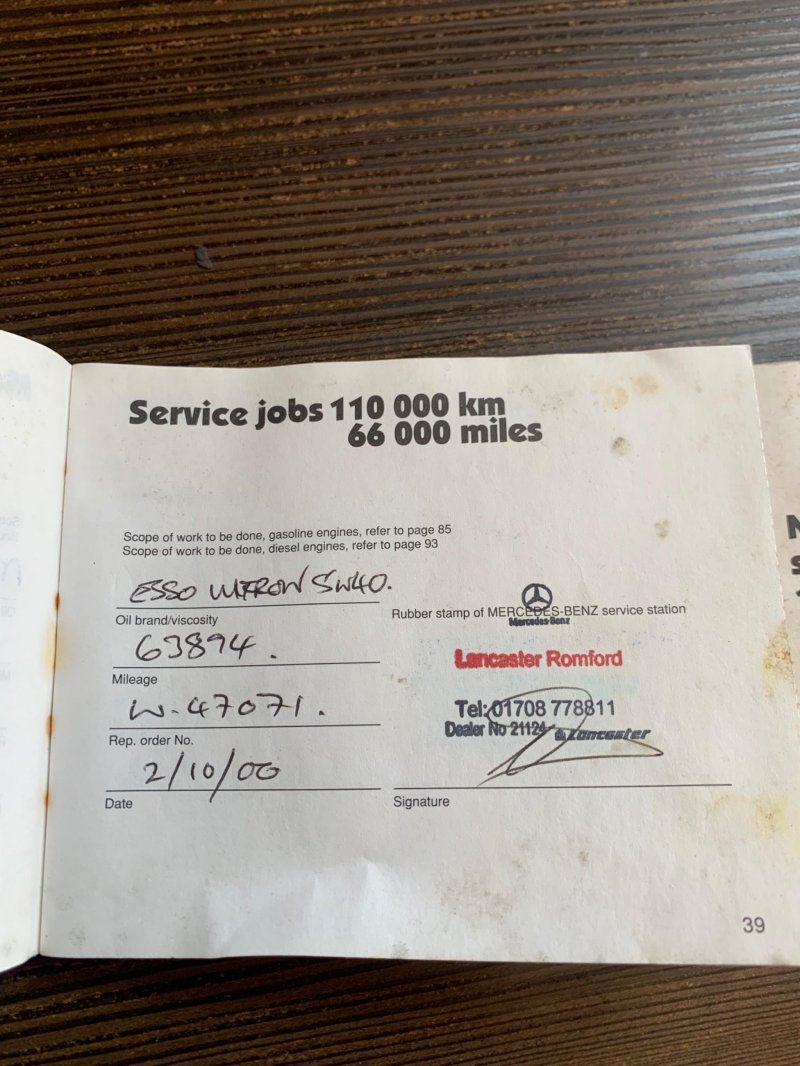 Service jobs 110 000 km
66 000 miles
Scope of work to be done, gasoline engines, refer to page 85
Scope of work to be done, diesel engines, refer to page 93
ESSO 5W40.
Oil brand/viscosity
63894.
Mileage
W-47071.
Rep. order No.
2/10/00
Date
Rubber stamp of MERCEDES-BENZ service station
Mercedes-Benz
Lancaster Romford
Tel: 01708 778811
Dealer No 21124 Lancaster
Signature
39